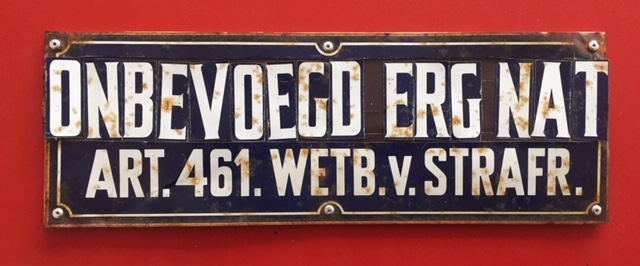 ONBEVOEGD ERG NAT
ART. 461. WETB. v. STRAFR.